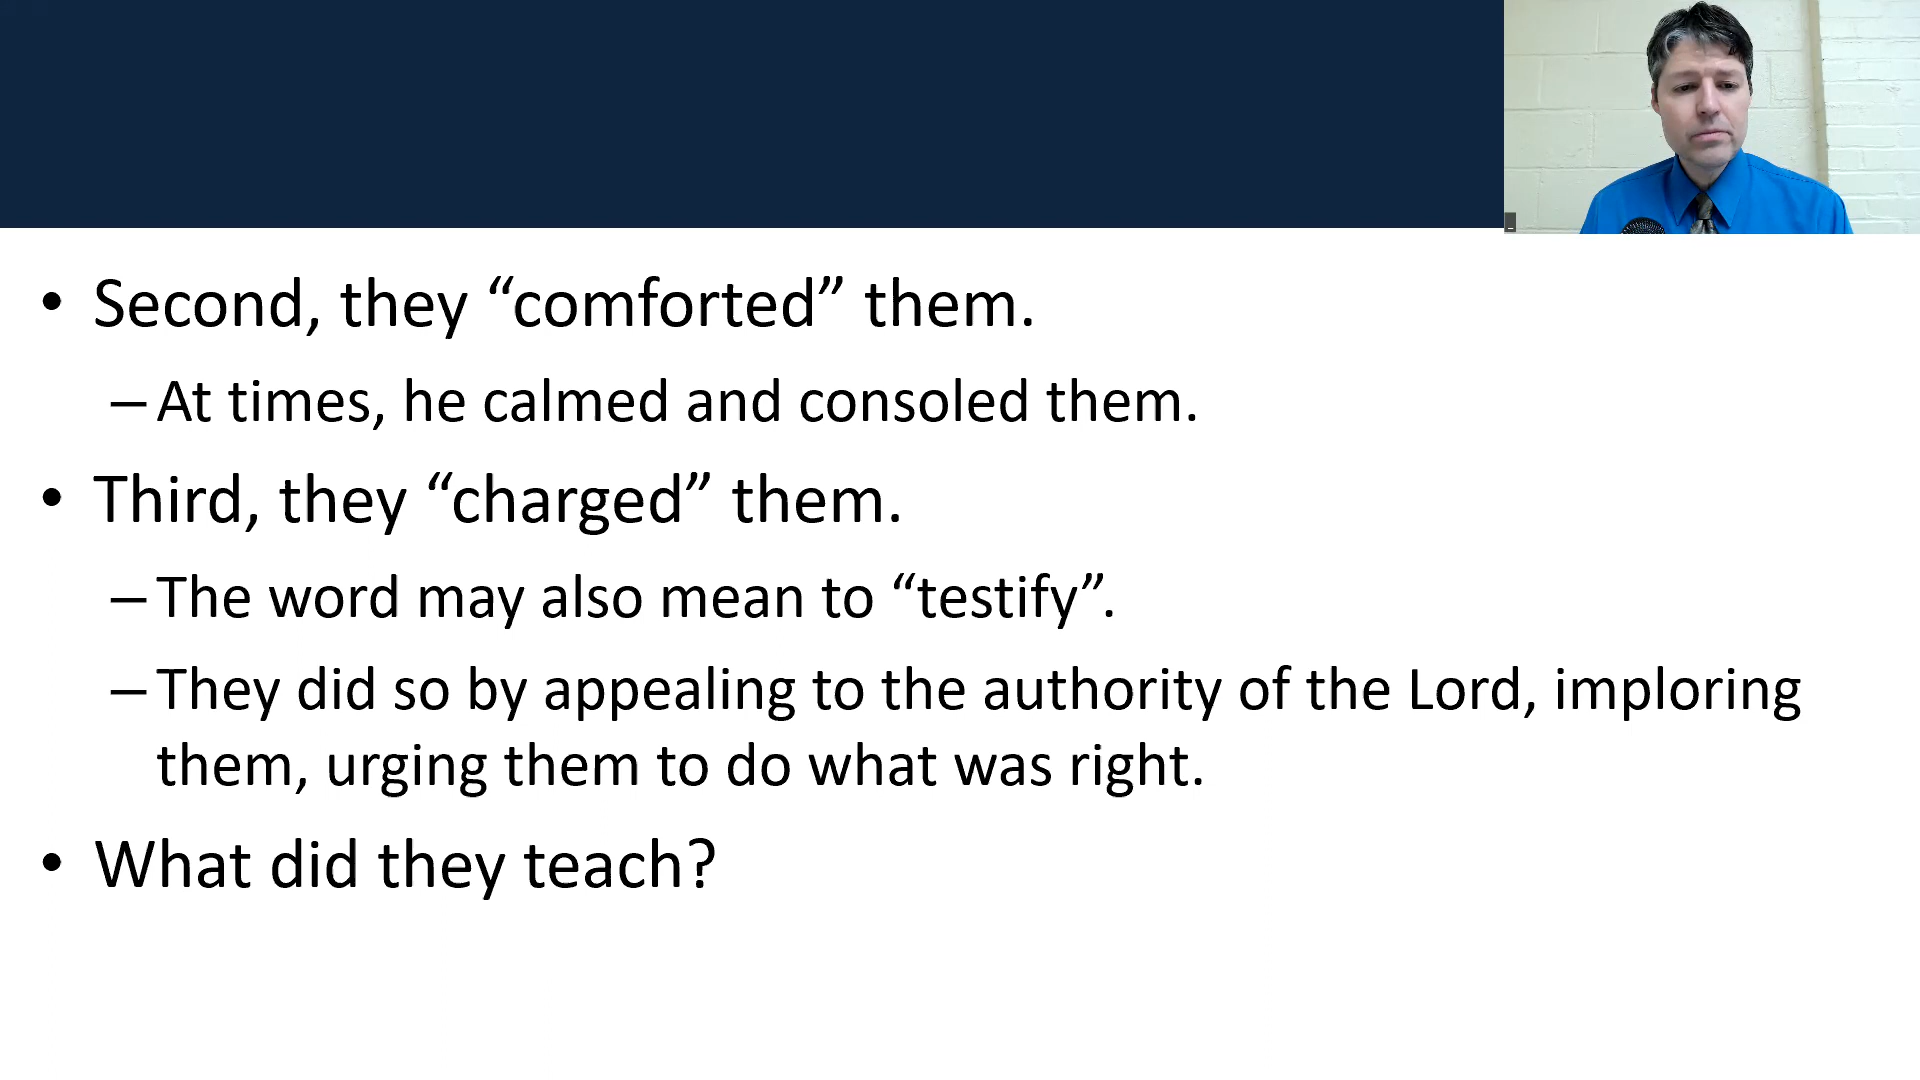 • Second, they “comforted” them.
– At times, he calmed and consoled them.
• Third, they “charged” them.
– The word may also mean to “testify”.
– They did so by appealing to the authority of the Lord, imploring
them, urging them to do what was right.
• What did they teach?